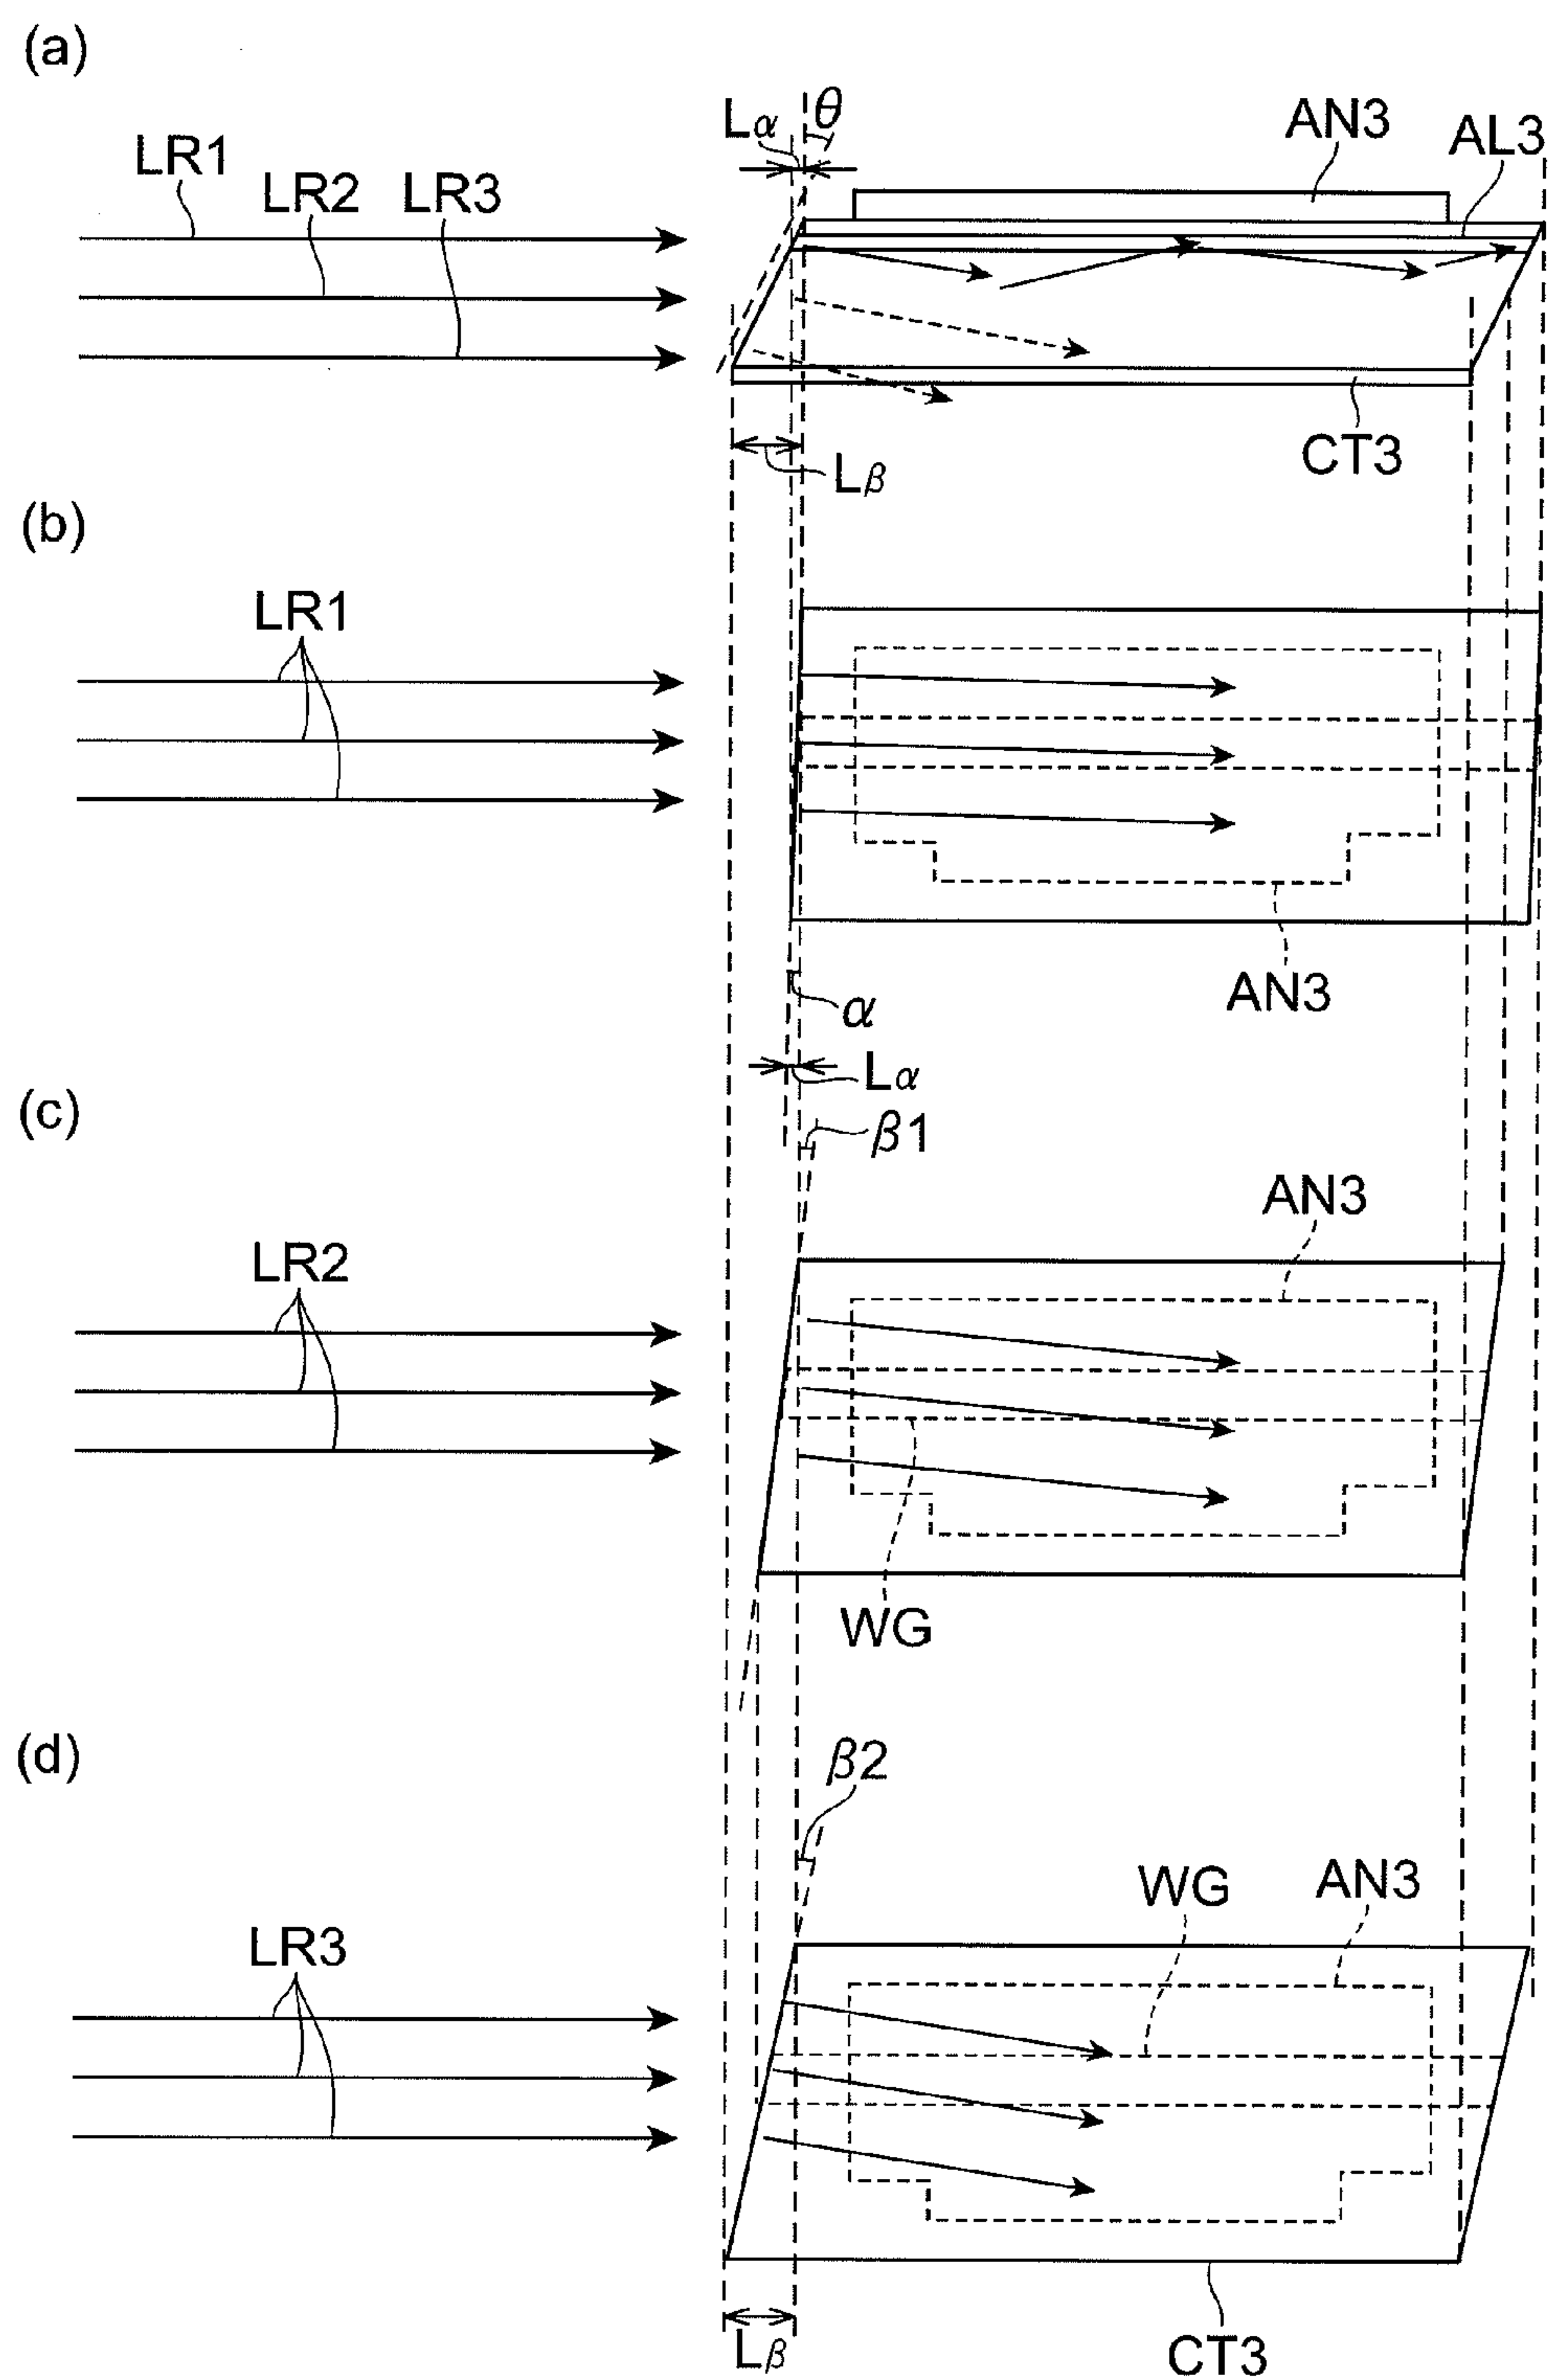 (a)
Lα θ AN3 AL3
LR1
LR2 LR3
CT3
Lβ
(b)
LR1
AN3
α
Lα
(c)
β1
AN3
LR2
WG
(d)
β2
WG AN3
LR3
Lβ
CT3